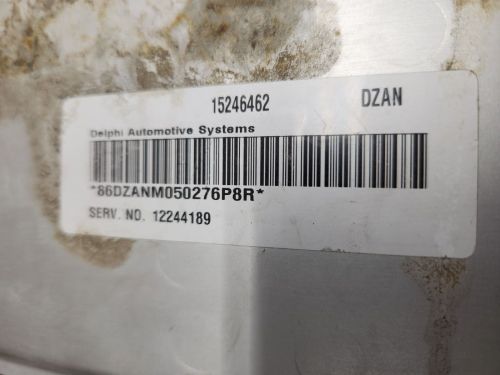 15246462 DZAN
Delphi Automotive Systems
*86DZANM050276P8R*
SERV. NO. 12244189